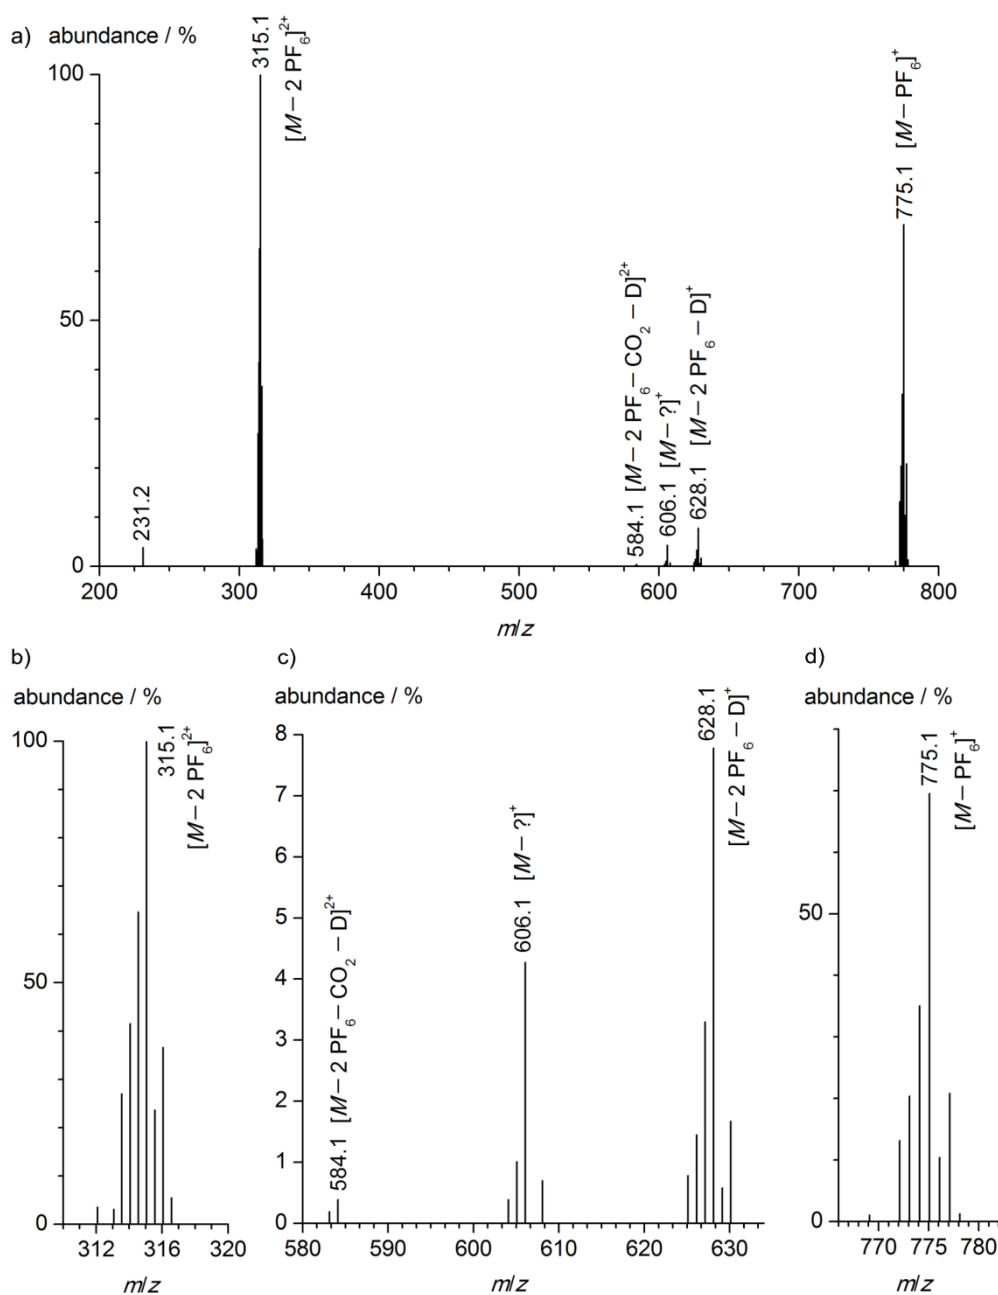 a) abundance / %
100
50
0
200 300 400 500 600 700 800
m/z
231.2
315.1
[M − 2 PF6]2+
584.1 [M − 2 PF6 − CO2 − D]2+
606.1 [M − ?]+
628.1 [M − 2 PF6 − D]+
775.1 [M − PF6]+
b)
abundance / %
100
50
0
312 316 320
m/z
315.1
[M − 2 PF6]2+
c)
abundance / %
8
7
6
5
4
3
2
1
0
580 590 600 610 620 630
m/z
584.1 [M − 2 PF6 − CO2 − D]2+
606.1 [M − ?]+
628.1
[M − 2 PF6 − D]+
d)
abundance / %
50
0
770 775 780
m/z
775.1
[M − PF6]+